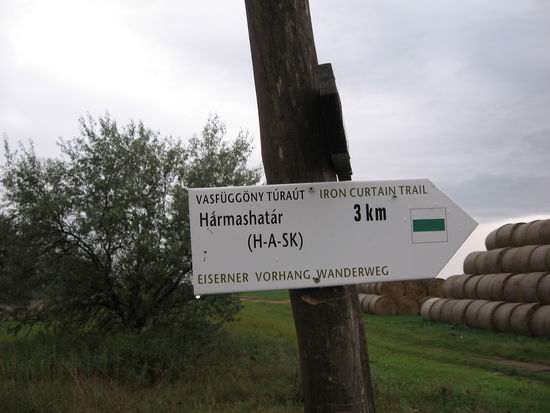 VASFÜGGÖNY TÚRAÚT IRON CURTAIN TRAIL
Hármashatár 3 km
(H-A-SK)
EISERNER VORHANG WANDERWEG